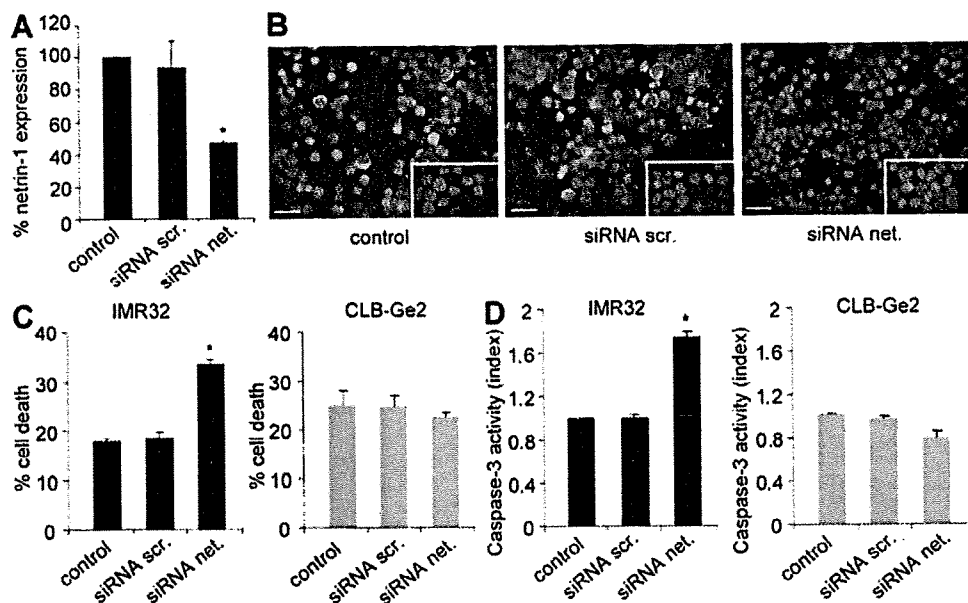 A
% netrin-1 expression
120
100
80
60
40
20
0
*
control
siRNA scr.
siRNA net.
B
control
siRNA scr.
siRNA net.
C
IMR32
% cell death
40
30
20
10
0
*
control
siRNA scr.
siRNA net.
CLB-Ge2
% cell death
40
30
20
10
0
control
siRNA scr.
siRNA net.
D
IMR32
Caspase-3 activity (index)
2
1.6
1.2
0.8
0.4
0
*
control
siRNA scr.
siRNA net.
CLB-Ge2
Caspase-3 activity (index)
2
1.6
1.2
0.8
0.4
0
control
siRNA scr.
siRNA net.